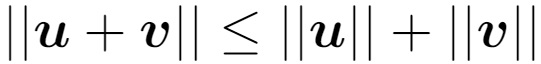 ||u + v|| ≤ ||u|| + ||v||